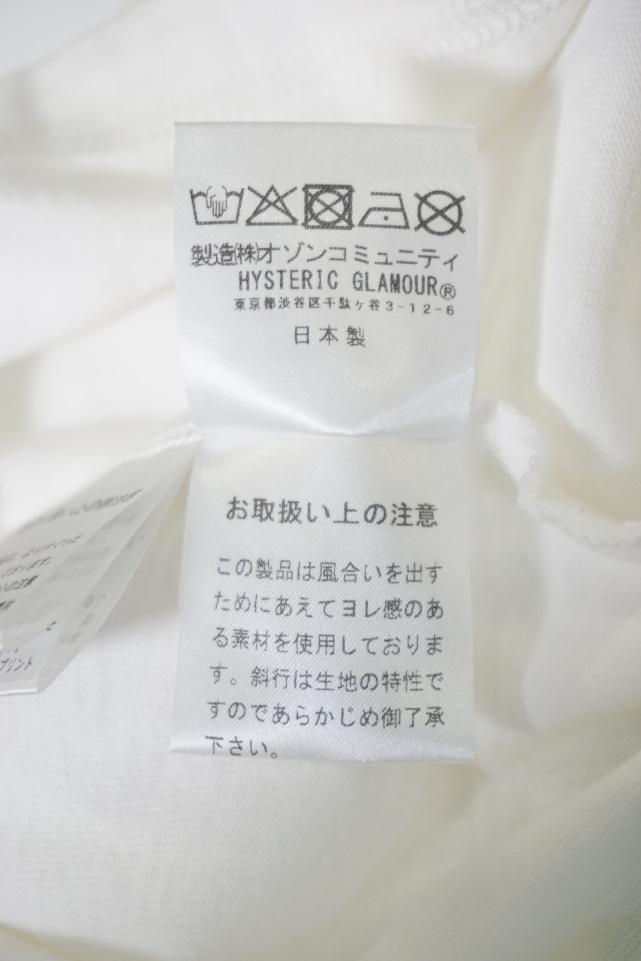 製造㈱オゾンコミュニティ
HYSTERIC GLAMOUR®
東京都渋谷区千駄ヶ谷3-12-6
日本製
お取扱い上の注意
この製品は風合いを出す
ためにあえてヨレ感のあ
る素材を使用しておりま
す。斜行は生地の特性で
すのであらかじめ御了承
下さい。
プリント